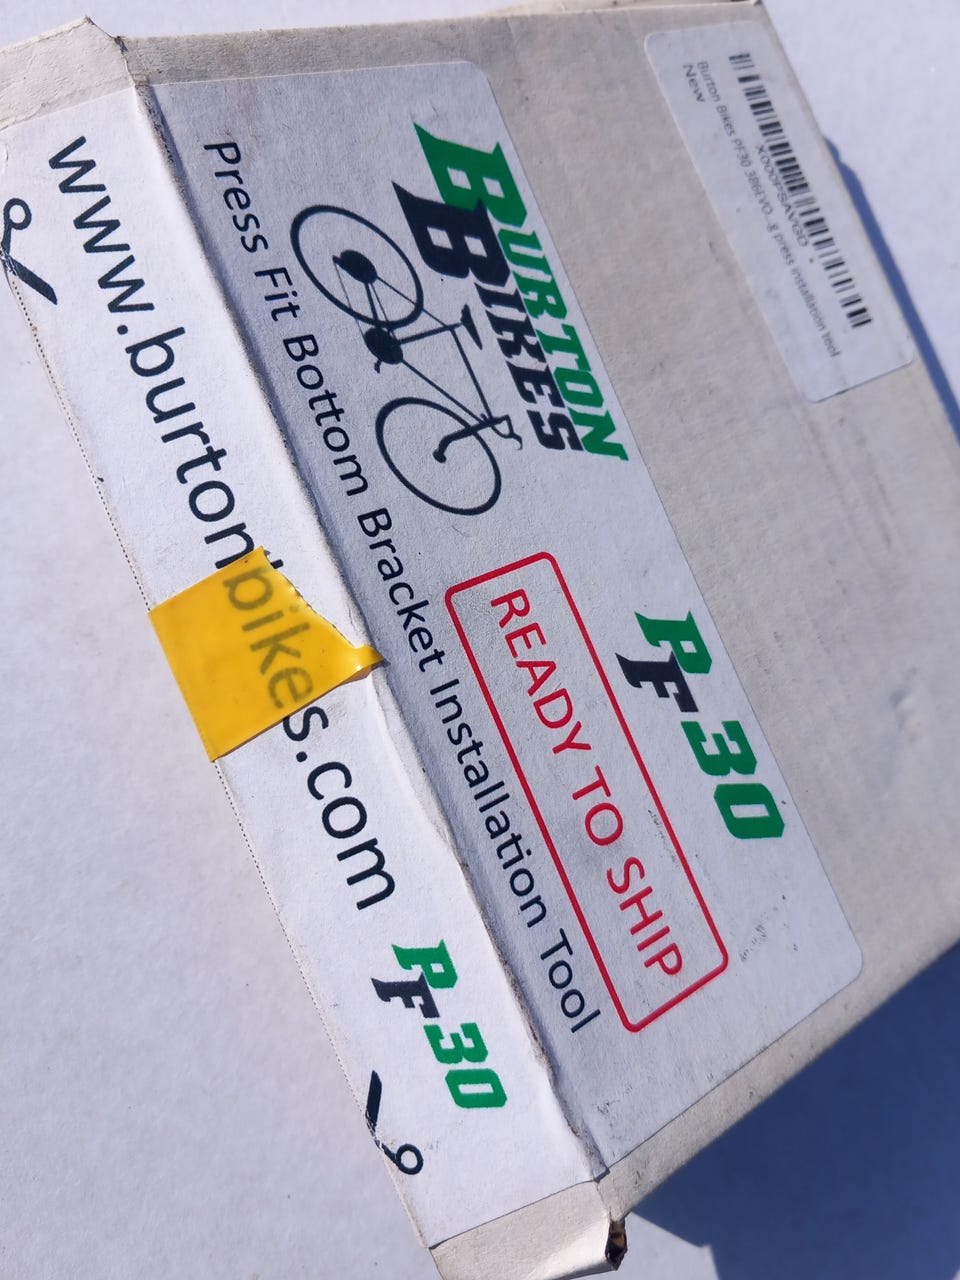 Burton Bikes PF30 386EVO & press installation tool
New
BURTON
BIKES
PF30
READY TO SHIP
Press Fit Bottom Bracket Installation Tool
www.burtonbikes.com
PF30